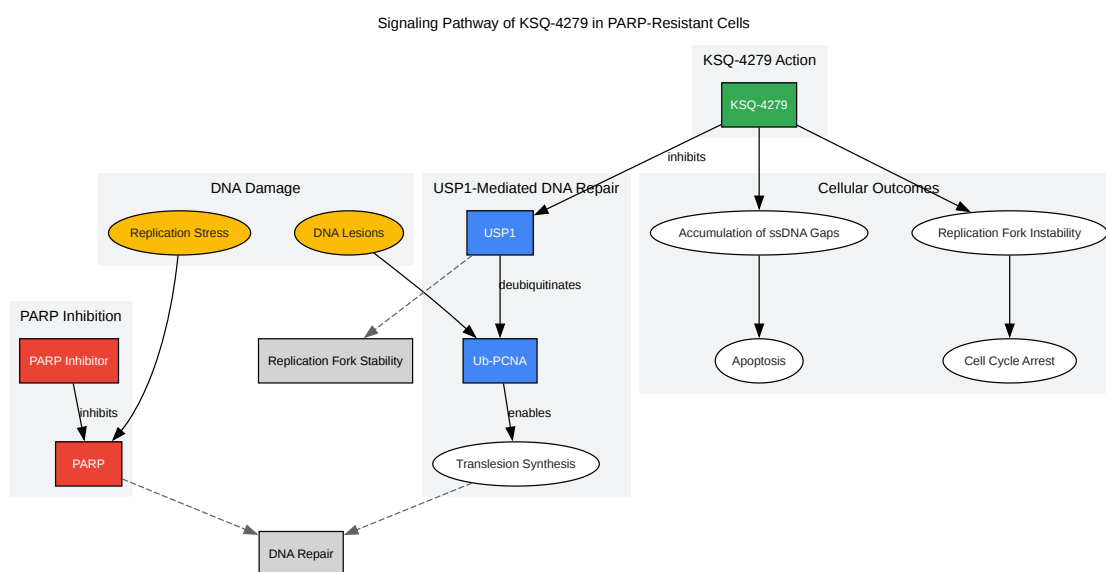 Signaling Pathway of KSQ-4279 in PARP-Resistant Cells
KSQ-4279 Action
KSQ-4279
inhibits
DNA Damage
USP1-Mediated DNA Repair
Cellular Outcomes
Replication Stress
DNA Lesions
USP1
Accumulation of ssDNA Gaps
Replication Fork Instability
deubiquitinates
PARP Inhibition
PARP Inhibitor
Replication Fork Stability
Ub-PCNA
Apoptosis
Cell Cycle Arrest
inhibits
enables
PARP
Translesion Synthesis
DNA Repair